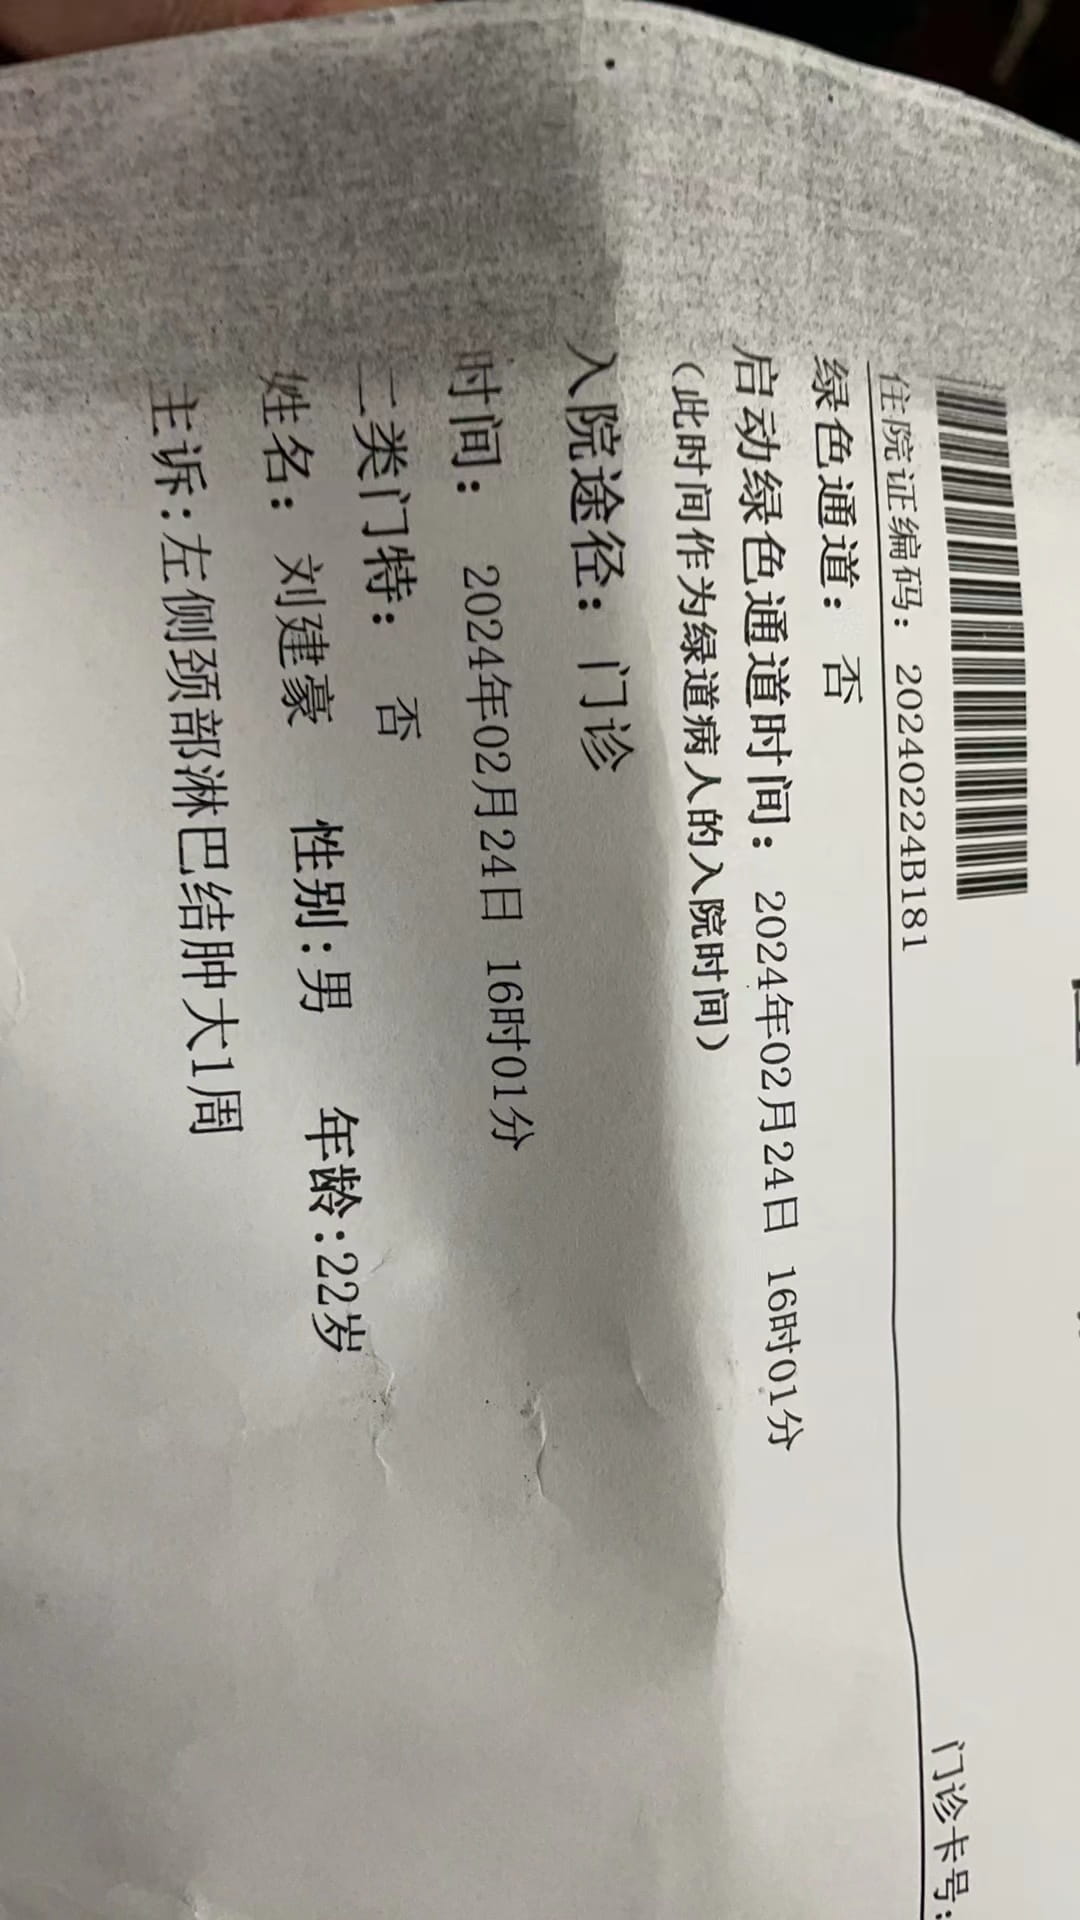 住院证编码：20240224B181
门诊卡号：
绿色通道： 否
启动绿色通道时间： 2024年02月24日 16时01分
（此时间作为绿道病人的入院时间）
入院途径：门诊
时间： 2024年02月24日 16时01分
二类门特： 否
姓名： 刘建豪 性别:男 年龄:22岁
主诉:左侧颈部淋巴结肿大1周